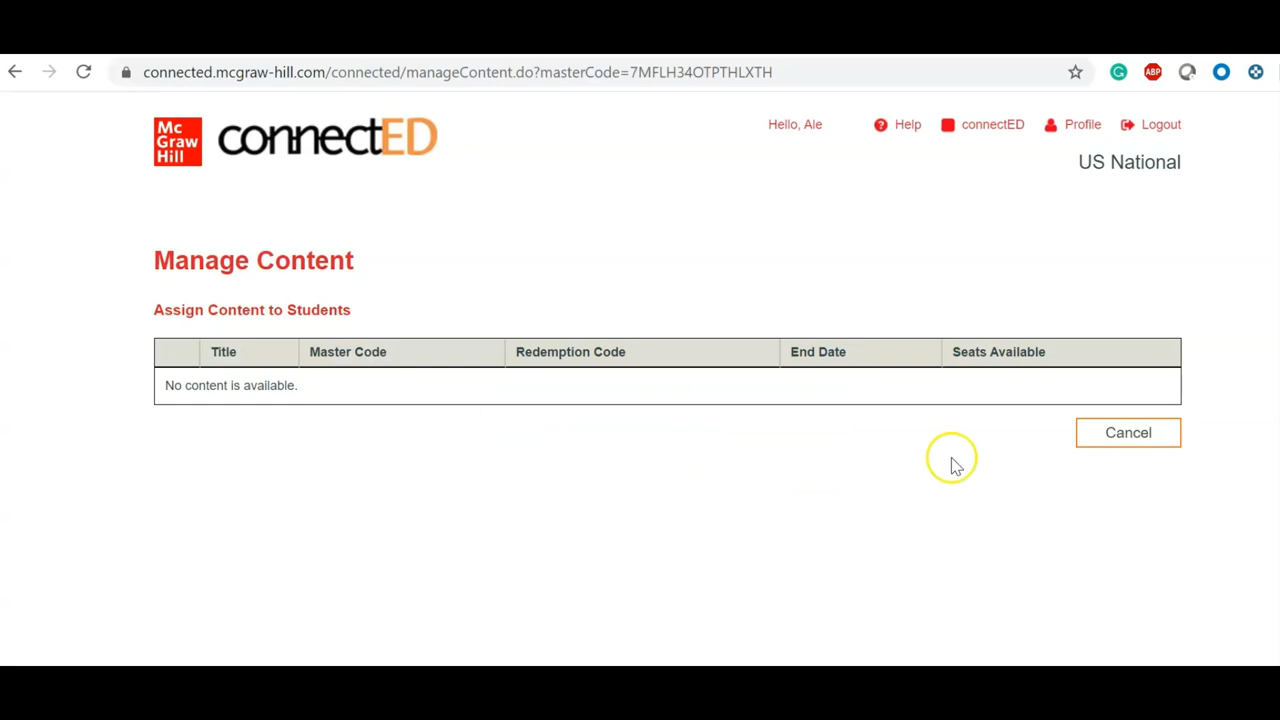 connected.mcgraw-hill.com/connected/manageContent.do?masterCode=7MFLH34OTPTHLXTH
ABP
Mc
Graw
Hill
connectED
Hello, Ale
Help
connectED
Profile
Logout
US National
Manage Content
Assign Content to Students
Title Master Code Redemption Code End Date Seats Available
No content is available.
Cancel